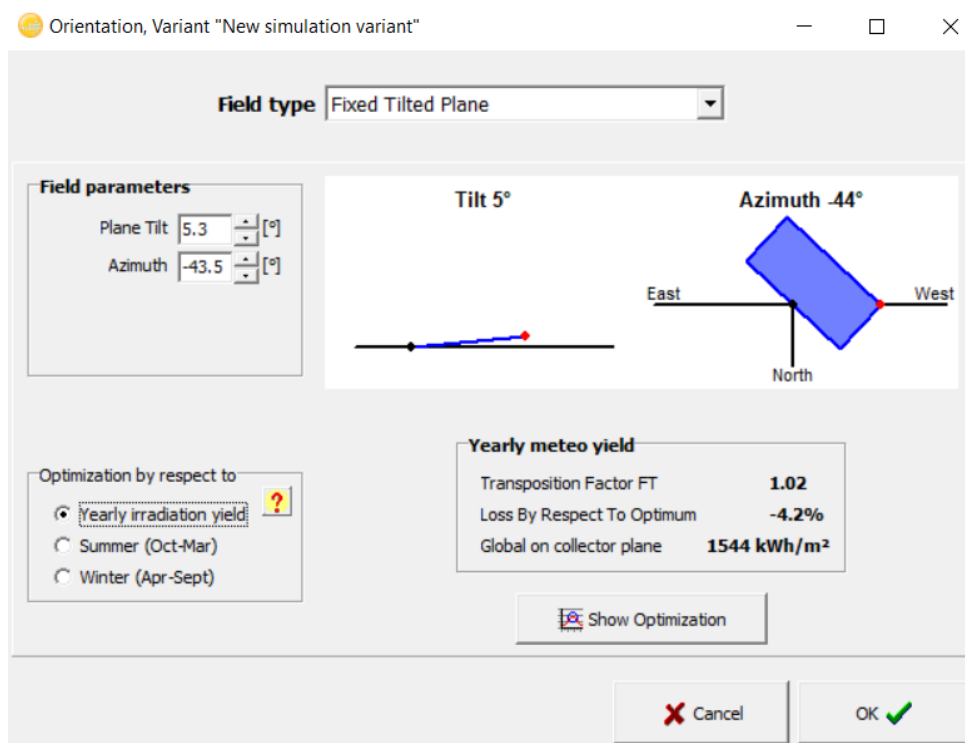 Orientation, Variant "New simulation variant"
Field type Fixed Tilted Plane
Field parameters
Plane Tilt 5.3 [°]
Azimuth -43.5 [°]
Tilt 5°
Azimuth -44°
East
West
North
Optimization by respect to
Yearly irradiation yield
?
Summer (Oct-Mar)
Winter (Apr-Sept)
Yearly meteo yield
Transposition Factor FT 1.02
Loss By Respect To Optimum -4.2%
Global on collector plane 1544 kWh/m²
Show Optimization
Cancel
OK